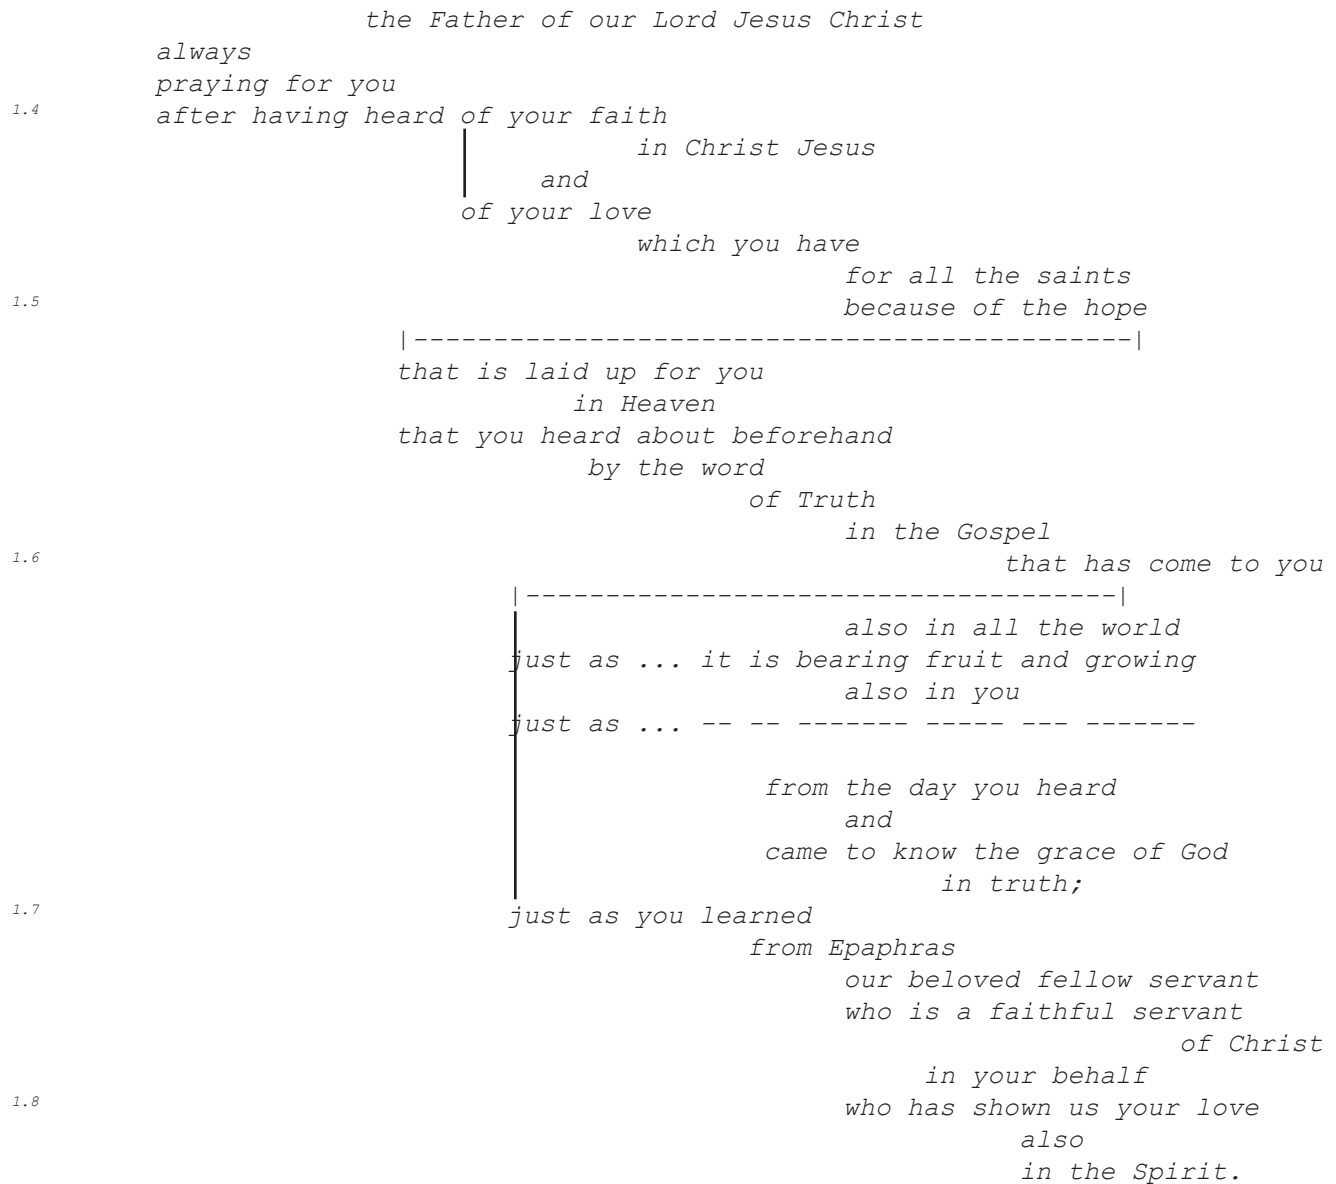 the Father of our Lord Jesus Christ
always
praying for you
1.4 after having heard of your faith
in Christ Jesus
and
of your love
which you have
for all the saints
1.5 because of the hope
|---------------------------------------------|
that is laid up for you
in Heaven
that you heard about beforehand
by the word
of Truth
in the Gospel
1.6 that has come to you
|-------------------------------------|
also in all the world
just as ... it is bearing fruit and growing
also in you
just as ... -- -- ------- ----- --- -------
from the day you heard
and
came to know the grace of God
in truth;
1.7 just as you learned
from Epaphras
our beloved fellow servant
who is a faithful servant
of Christ
in your behalf
1.8 who has shown us your love
also
in the Spirit.